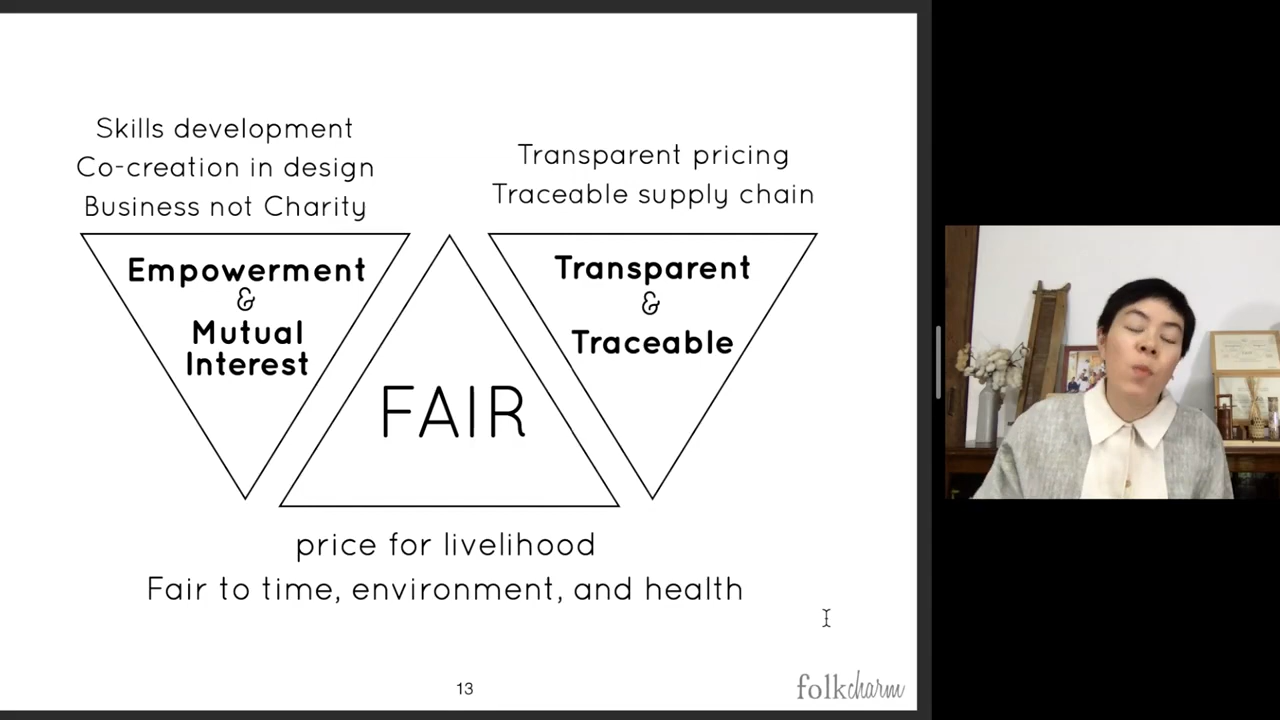 Skills development
Co-creation in design
Business not Charity
Transparent pricing
Traceable supply chain
Empowerment
&
Mutual
Interest
FAIR
Transparent
&
Traceable
price for livelihood
Fair to time, environment, and health
13
folkcharm